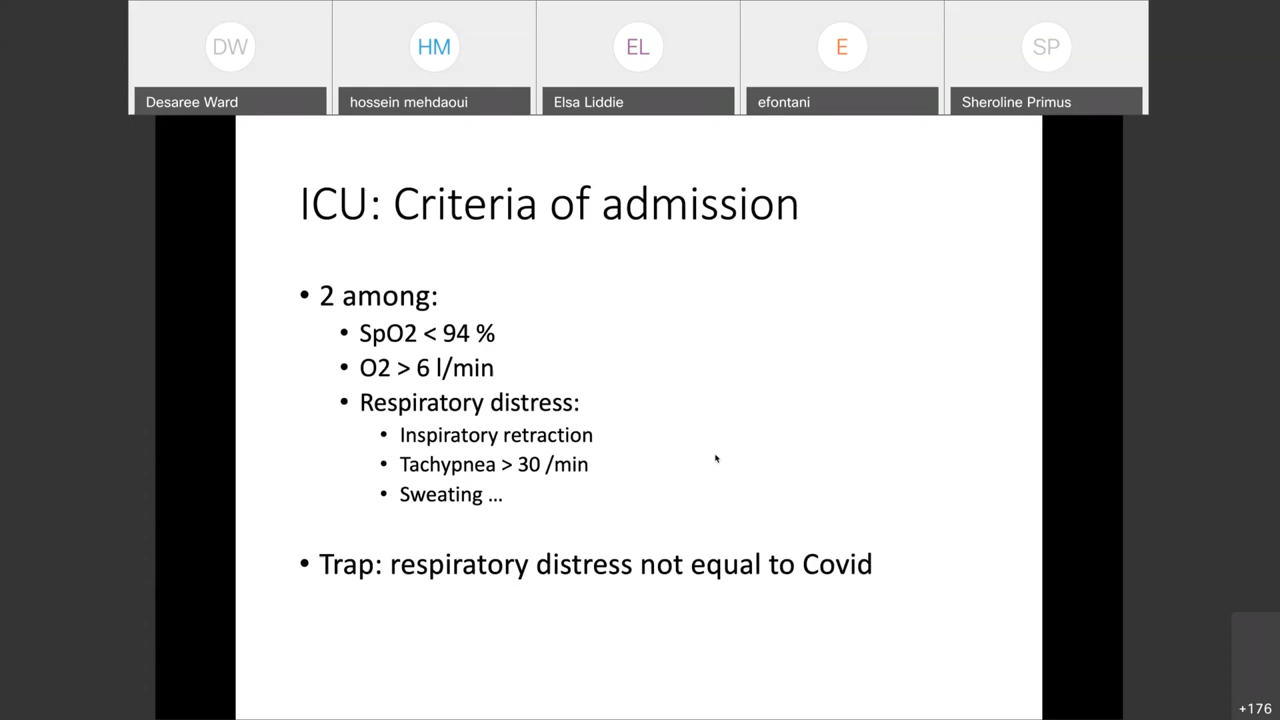 DW HM EL E SP
Desaree Ward hossein mehdaoui Elsa Liddie efontani Sheroline Primus
ICU: Criteria of admission
• 2 among:
• SpO2 < 94 %
• O2 > 6 l/min
• Respiratory distress:
• Inspiratory retraction
• Tachypnea > 30 /min
• Sweating ...
• Trap: respiratory distress not equal to Covid
+176